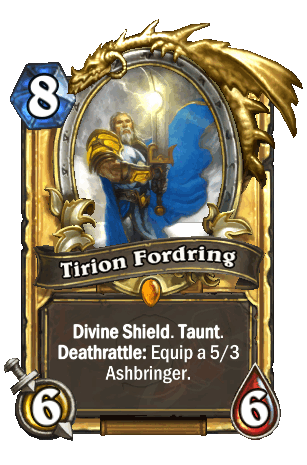 8
Tirion Fordring
Divine Shield. Taunt.
Deathrattle: Equip a 5/3
Ashbringer.
6
6